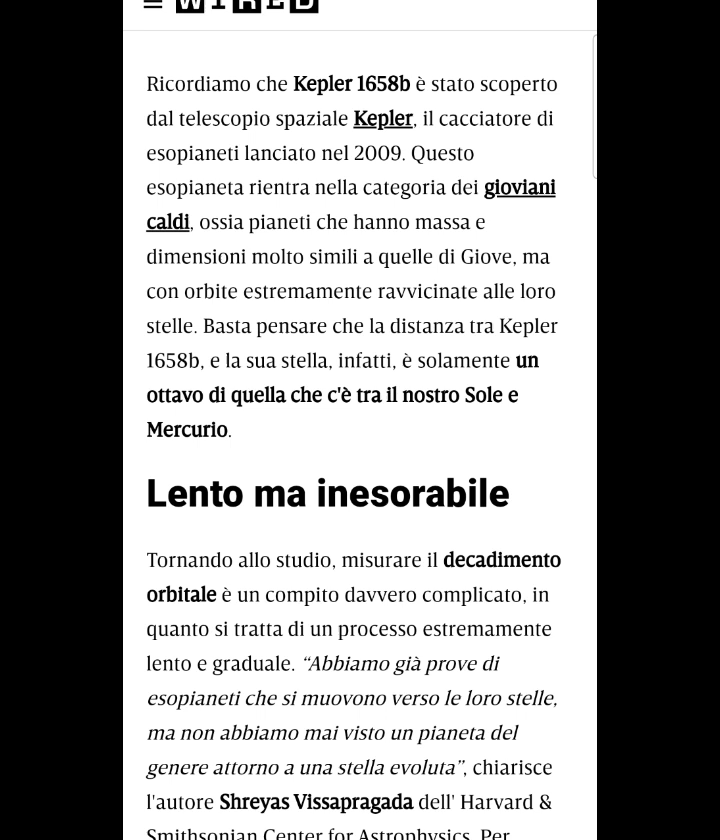 WIRED
Ricordiamo che Kepler 1658b è stato scoperto
dal telescopio spaziale Kepler, il cacciatore di
esopianeti lanciato nel 2009. Questo
esopianeta rientra nella categoria dei gioviani
caldi, ossia pianeti che hanno massa e
dimensioni molto simili a quelle di Giove, ma
con orbite estremamente ravvicinate alle loro
stelle. Basta pensare che la distanza tra Kepler
1658b, e la sua stella, infatti, è solamente un
ottavo di quella che c'è tra il nostro Sole e
Mercurio.
Lento ma inesorabile
Tornando allo studio, misurare il decadimento
orbitale è un compito davvero complicato, in
quanto si tratta di un processo estremamente
lento e graduale. “Abbiamo già prove di
esopianeti che si muovono verso le loro stelle,
ma non abbiamo mai visto un pianeta del
genere attorno a una stella evoluta”, chiarisce
l'autore Shreyas Vissapragada dell' Harvard &
Smithsonian Center for Astrophysics. Per